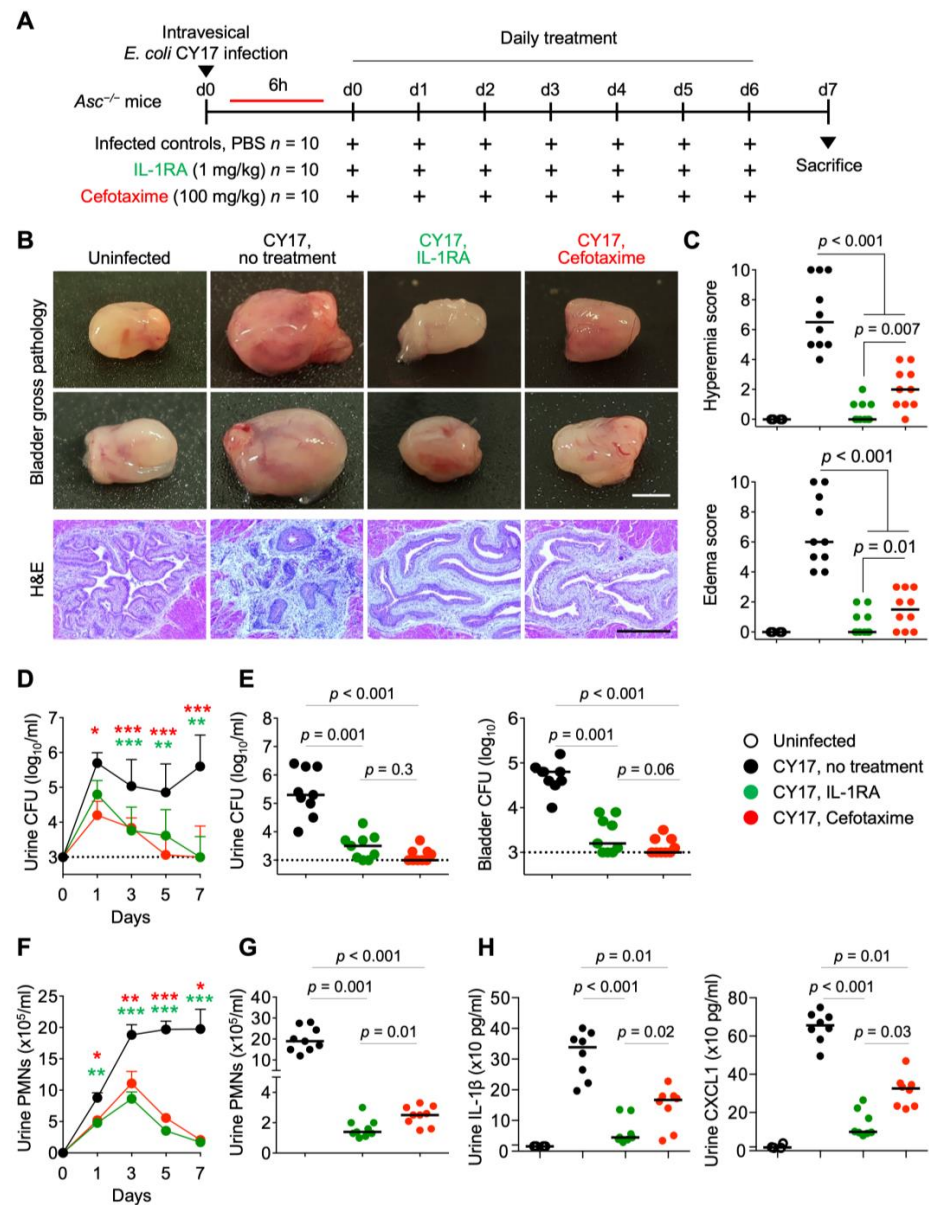 A
Intravesical
E. coli CY17 infection
Daily treatment
d0 6h d0 d1 d2 d3 d4 d5 d6 d7
Asc–/– mice
Infected controls, PBS n = 10 + + + + + + +
Sacrifice
IL-1RA (1 mg/kg) n = 10 + + + + + + +
Cefotaxime (100 mg/kg) n = 10 + + + + + + +
B
Uninfected
CY17,
no treatment
CY17,
IL-1RA
CY17,
Cefotaxime
Bladder gross pathology
H&E
C
p < 0.001
p = 0.007
Hyperemia score
10
8
6
4
2
0
p < 0.001
p = 0.01
Edema score
10
8
6
4
2
0
D
*** 
* *** *** **
*** **
Urine CFU (log10/ml)
7
6
5
4
3
0 1 3 5 7
Days
E
p < 0.001
p = 0.001
p = 0.3
Urine CFU (log10/ml)
8
7
6
5
4
3
p < 0.001
p = 0.001
p = 0.06
Bladder CFU (log10)
6
5
4
3
Uninfected
CY17, no treatment
CY17, IL-1RA
CY17, Cefotaxime
F
** *** *
*** *** ***
*
**
Urine PMNs (x105/ml)
25
20
15
10
5
0
0 1 3 5 7
Days
G
p < 0.001
p = 0.001
p = 0.01
Urine PMNs (x105/ml)
40
30
20
10
4
2
0
H
p = 0.01
p < 0.001
p = 0.02
Urine IL-1β (x10 pg/ml)
50
40
30
20
10
0
p = 0.01
p < 0.001
p = 0.03
Urine CXCL1 (x10 pg/ml)
80
60
40
20
0